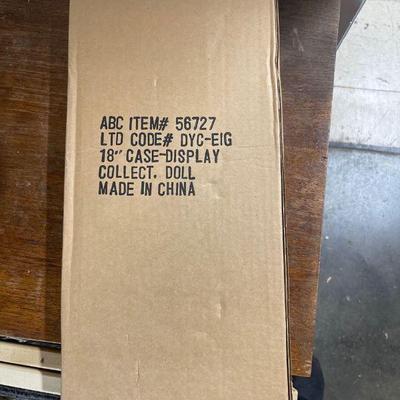 ABC ITEM# 56727
LTD CODE# DYC-EIG
18" CASE-DISPLAY
COLLECT. DOLL
MADE IN CHINA